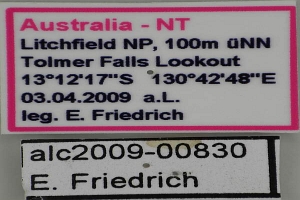 Australia - NT
Litchfield NP, 100m üNN
Tolmer Falls Lookout
13°12'17"S 130°42'48"E
03.04.2009 a.L.
leg. E. Friedrich
alc2009-00830
E. Friedrich